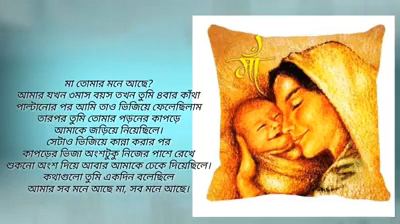 মা তোমার মনে আছে?
আমার যখন ৩মাস বয়স তখন তুমি ৪বার কাঁথা
পাল্টানোর পর আমি তাও ভিজিয়ে ফেলেছিলাম
তারপর তুমি তোমার পড়নের কাপড়ে
আমাকে জড়িয়ে নিয়েছিলে।
সেটাও ভিজিয়ে কান্না করার পর
কাপড়ের ভিজা অংশটুকু নিজের পাশে রেখে
শুকনো অংশ দিয়ে আবার আমাকে ঢেকে দিয়েছিলে।
কথাগুলো তুমি একদিন বলেছিলে
আমার সব মনে আছে মা, সব মনে আছে।
माँ